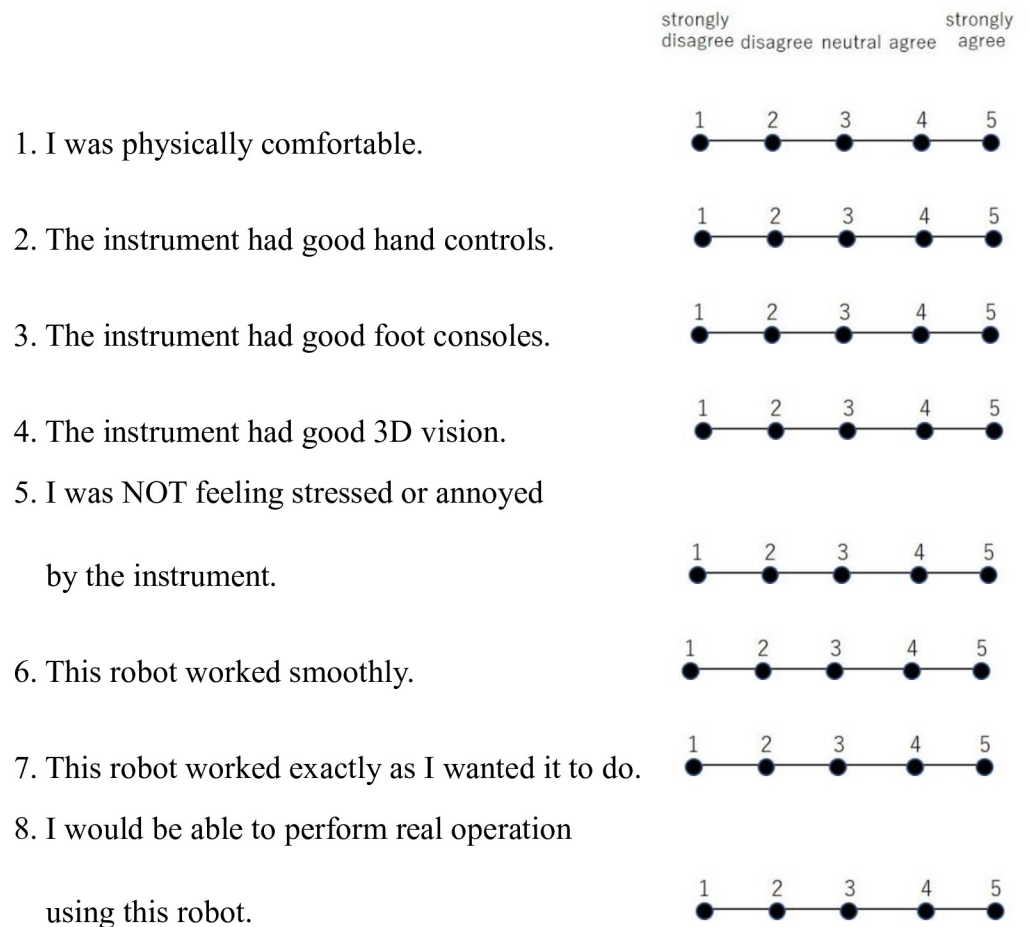 strongly disagree disagree neutral agree strongly agree
1. I was physically comfortable. 1 2 3 4 5
2. The instrument had good hand controls. 1 2 3 4 5
3. The instrument had good foot consoles. 1 2 3 4 5
4. The instrument had good 3D vision. 1 2 3 4 5
5. I was NOT feeling stressed or annoyed
by the instrument. 1 2 3 4 5
6. This robot worked smoothly. 1 2 3 4 5
7. This robot worked exactly as I wanted it to do. 1 2 3 4 5
8. I would be able to perform real operation
using this robot. 1 2 3 4 5